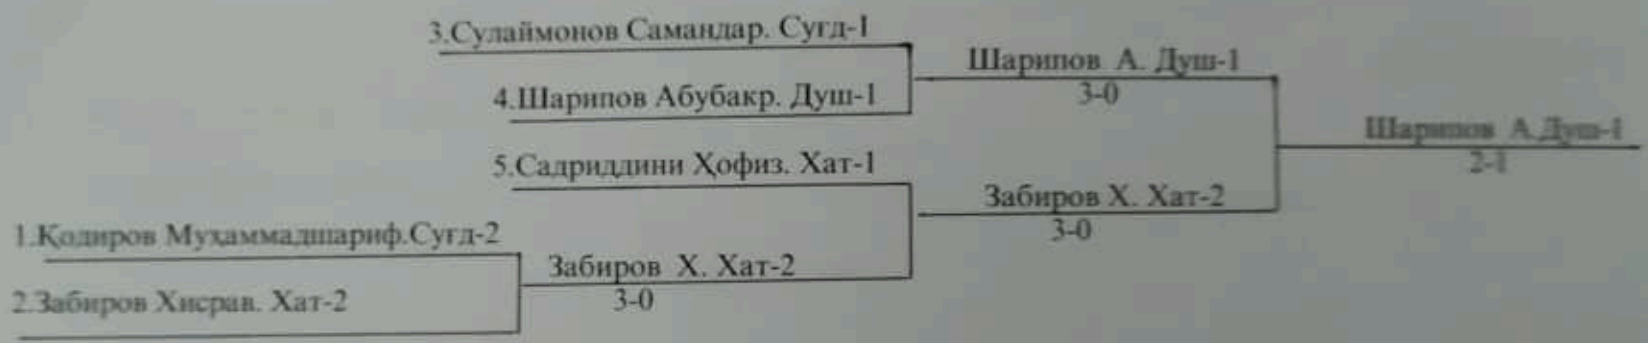 3.Сулаймонов Самандар. Сугд-1
Шарипов А. Душ-1
3-0
4.Шарипов Абубакр. Душ-1
Шарипов А.Душ-1
2-1
5.Садриддини Ҳофиз. Хат-1
Забиров Х. Хат-2
3-0
1.Қодиров Муҳаммадшариф.Сугд-2
Забиров Х. Хат-2
3-0
2.Забиров Хисрав. Хат-2